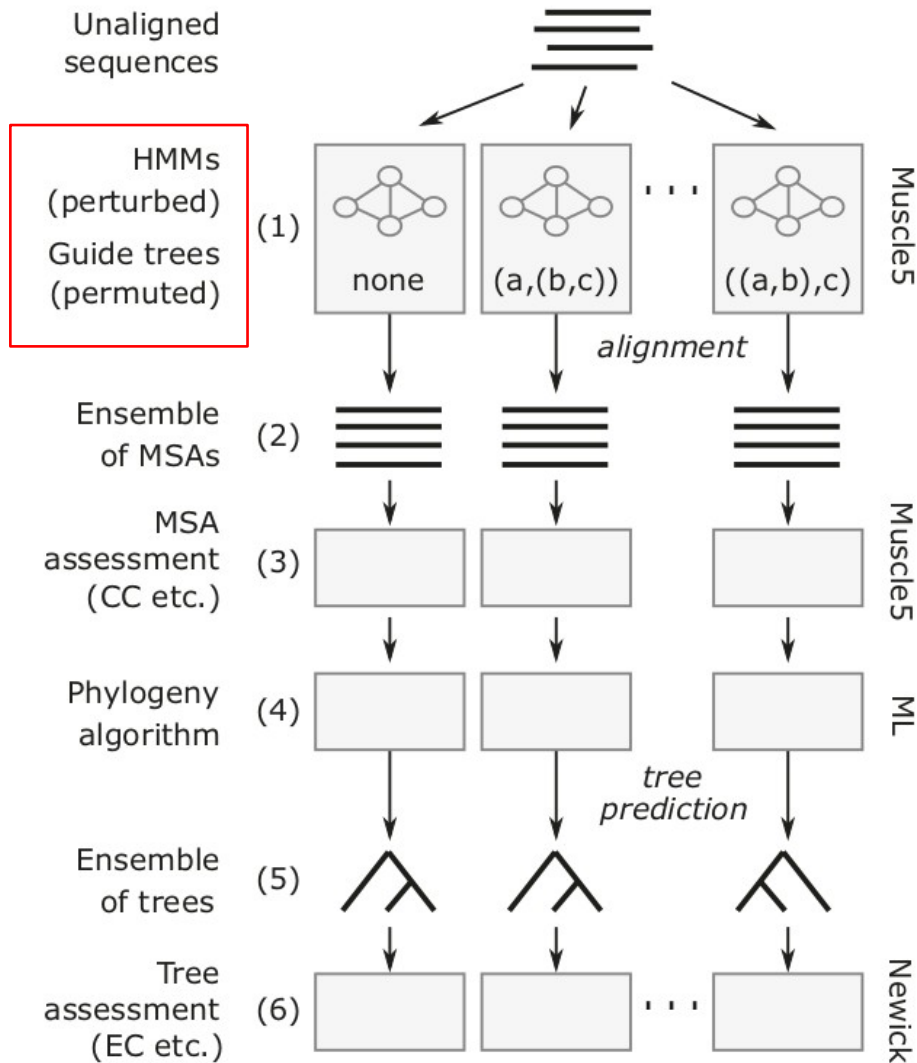 Unaligned
sequences
HMMs
(perturbed)
Guide trees
(permuted)
(1)
none
(a,(b,c))
...
((a,b),c)
Muscle5
alignment
Ensemble
of MSAs
(2)
MSA
assessment
(CC etc.)
(3)
Muscle5
Phylogeny
algorithm
(4)
ML
tree
prediction
Ensemble
of trees
(5)
Tree
assessment
(EC etc.)
(6)
...
Newick